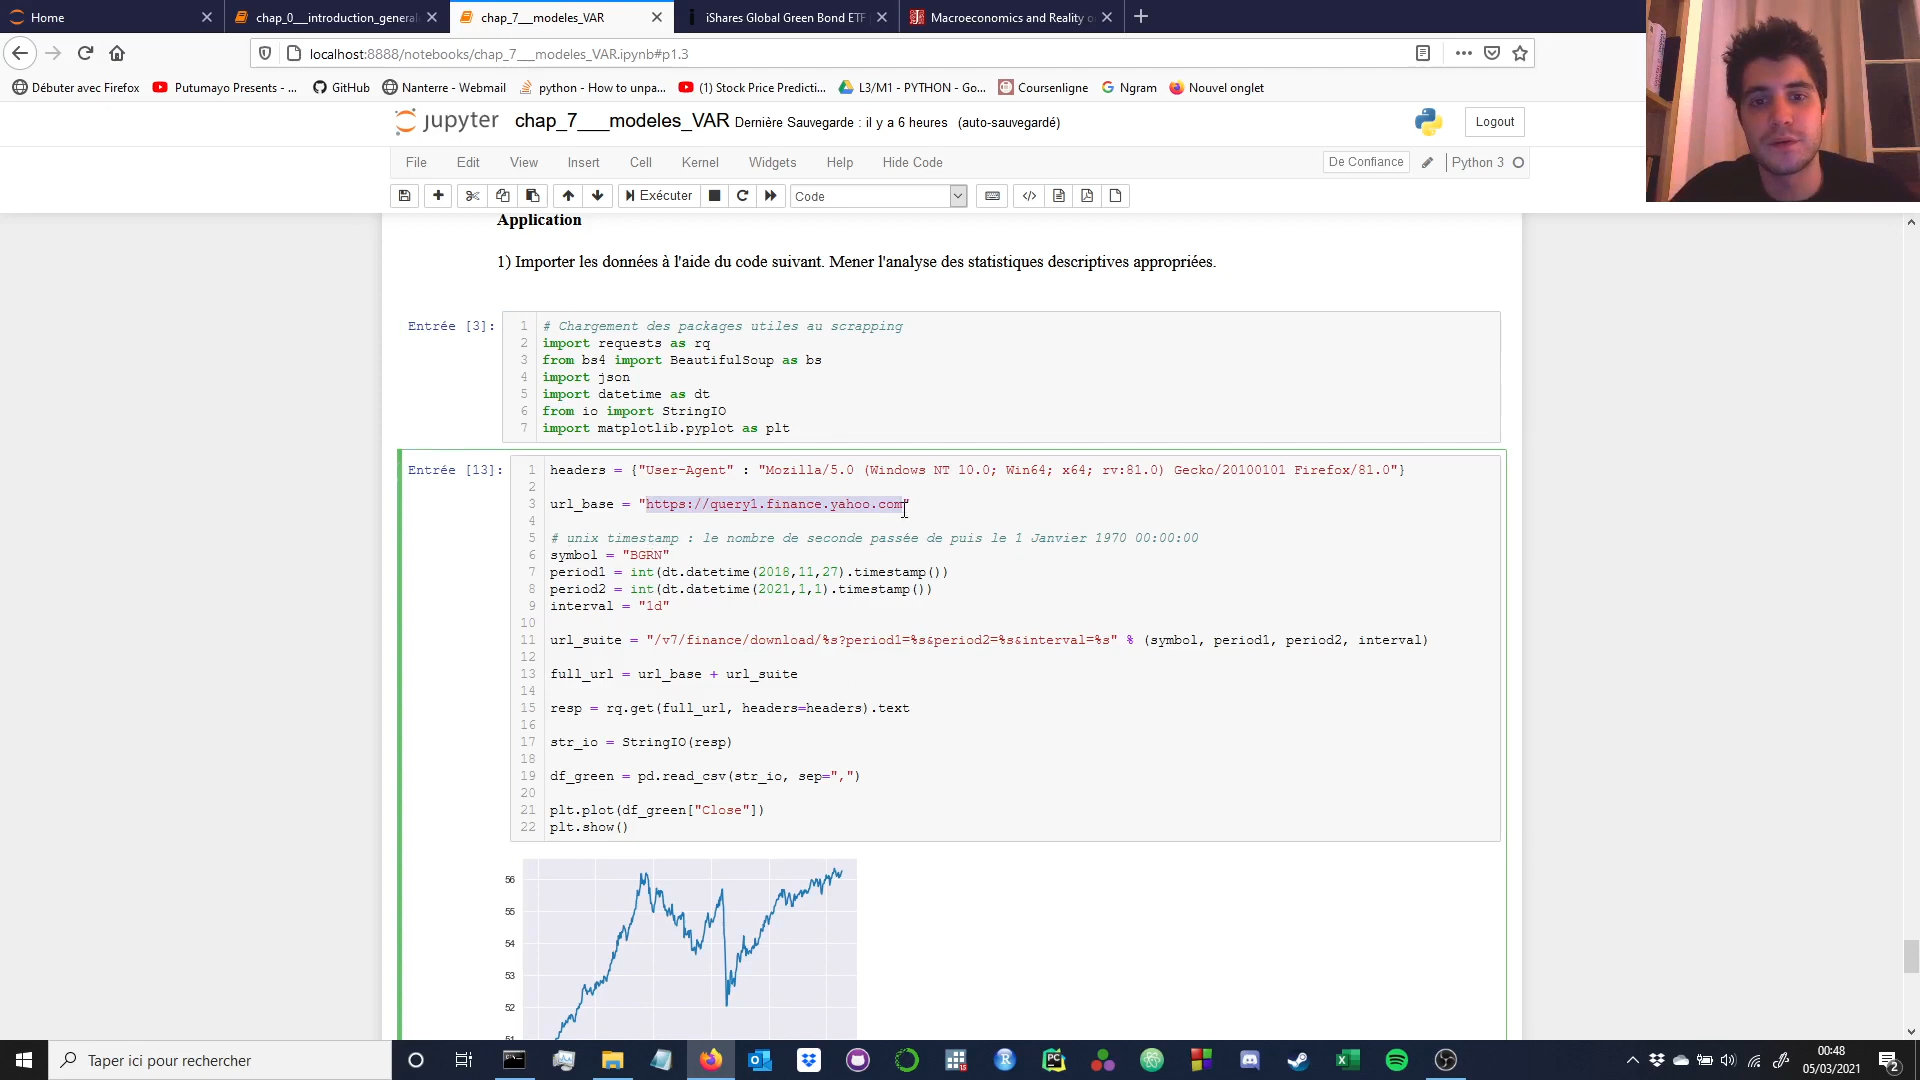 Home
chap_0___introduction_general
chap_7___modeles_VAR
iShares Global Green Bond ETF
Macroeconomics and Reality o
localhost:8888/notebooks/chap_7___modeles_VAR.ipynb#p1.3
Débuter avec Firefox
Putumayo Presents - ...
GitHub
Nanterre - Webmail
python - How to unpa...
(1) Stock Price Predicti...
L3/M1 - PYTHON - Go...
Coursenligne
Ngram
Nouvel onglet
jupyter
chap_7___modeles_VAR Dernière Sauvegarde : il y a 6 heures (auto-sauvegardé)
Logout
File Edit View Insert Cell Kernel Widgets Help Hide Code
De Confiance
Python 3
Exécuter
Code
Application
1) Importer les données à l'aide du code suivant. Mener l'analyse des statistiques descriptives appropriées.
Entrée [3]:
1 # Chargement des packages utiles au scrapping
2 import requests as rq
3 from bs4 import BeautifulSoup as bs
4 import json
5 import datetime as dt
6 from io import StringIO
7 import matplotlib.pyplot as plt
Entrée [13]:
1 headers = {"User-Agent" : "Mozilla/5.0 (Windows NT 10.0; Win64; x64; rv:81.0) Gecko/20100101 Firefox/81.0"}
2
3 url_base = "https://query1.finance.yahoo.com"
4
5 # unix timestamp : le nombre de seconde passée de puis le 1 Janvier 1970 00:00:00
6 symbol = "BGRN"
7 period1 = int(dt.datetime(2018,11,27).timestamp())
8 period2 = int(dt.datetime(2021,1,1).timestamp())
9 interval = "1d"
10
11 url_suite = "/v7/finance/download/%s?period1=%s&period2=%s&interval=%s" % (symbol, period1, period2, interval)
12
13 full_url = url_base + url_suite
14
15 resp = rq.get(full_url, headers=headers).text
16
17 str_io = StringIO(resp)
18
19 df_green = pd.read_csv(str_io, sep=",")
20
21 plt.plot(df_green["Close"])
22 plt.show()
56
55
54
53
52
51
Taper ici pour rechercher
00:48
05/03/2021
2